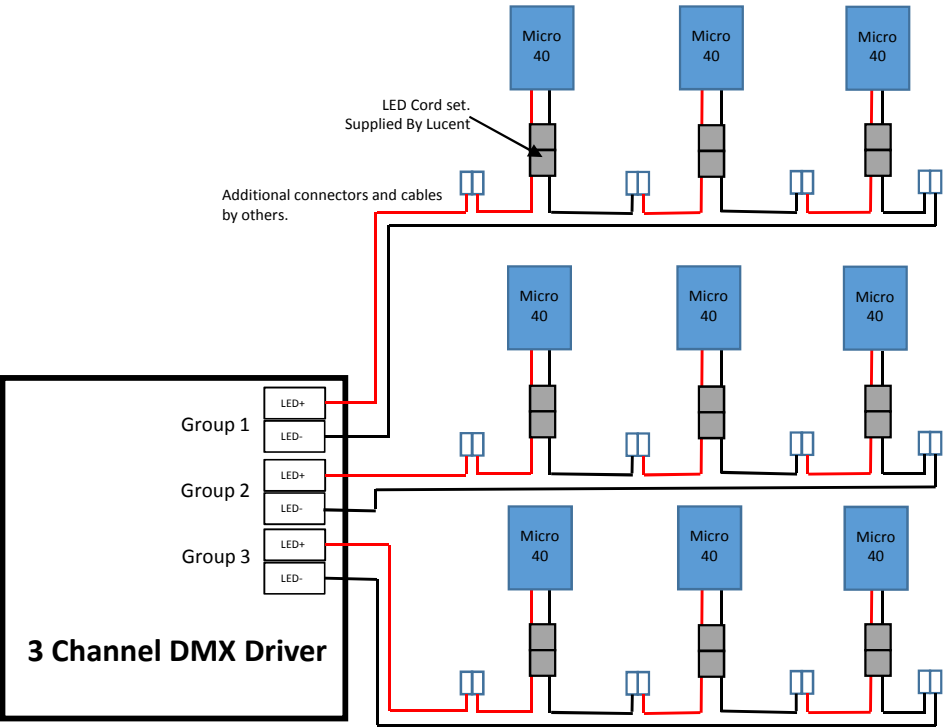 Micro
40
Micro
40
Micro
40
LED Cord set.
Supplied By Lucent
Additional connectors and cables
by others.
Micro
40
Micro
40
Micro
40
Group 1
LED+
LED-
Group 2
LED+
LED-
Group 3
LED+
LED-
Micro
40
Micro
40
Micro
40
3 Channel DMX Driver